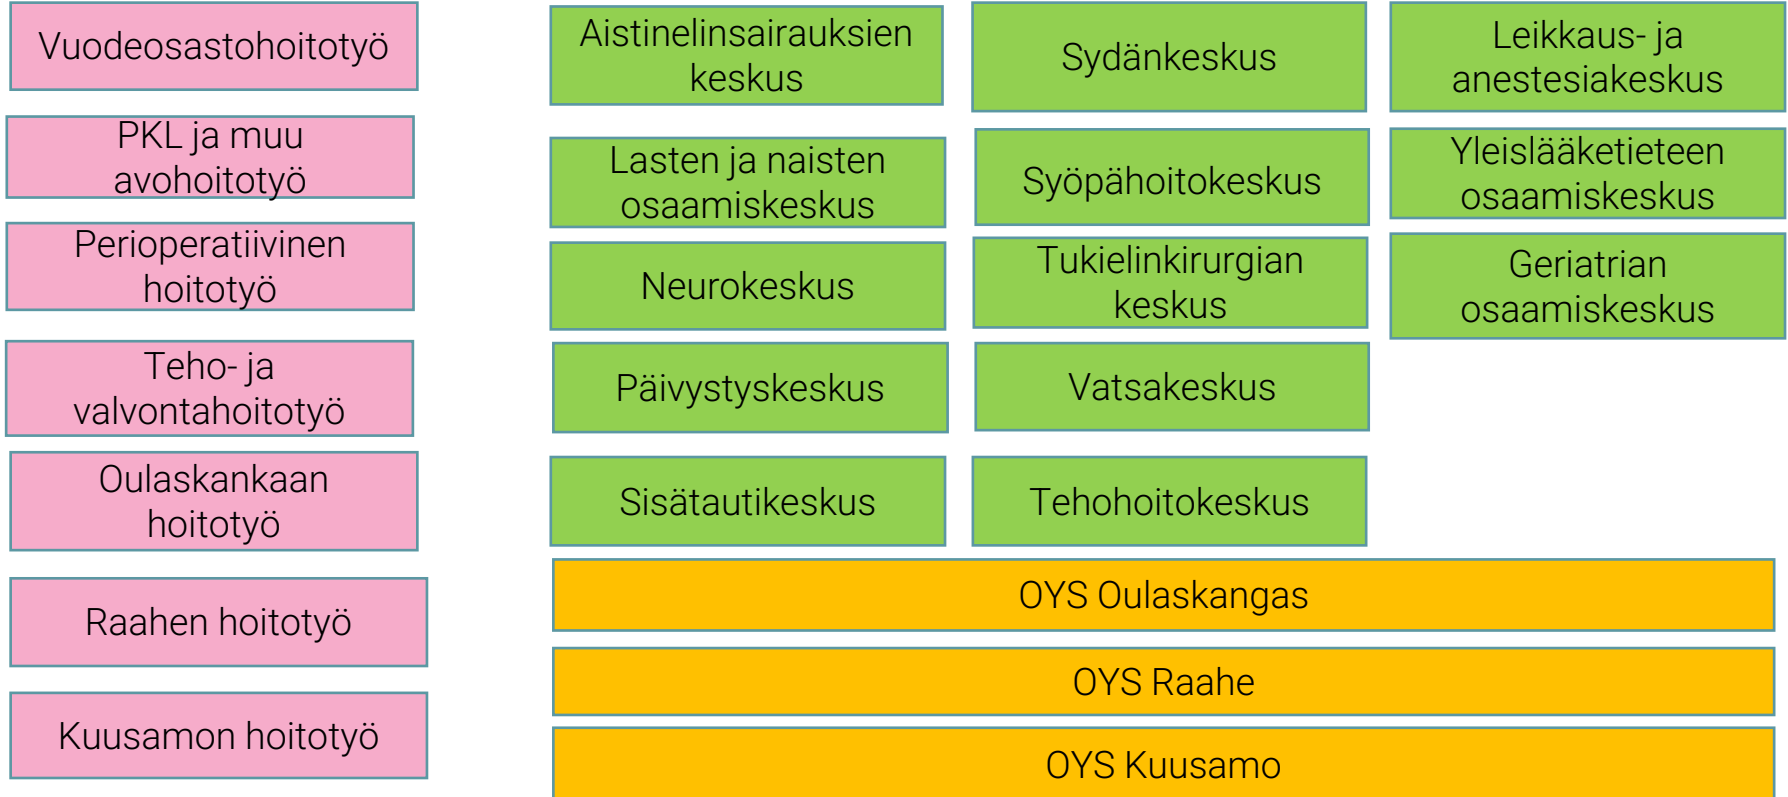 Vuodeosastohoitotyö
PKL ja muu
avohoitotyö
Perioperatiivinen
hoitotyö
Teho- ja
valvontahoitotyö
Oulaskankaan
hoitotyö
Raahen hoitotyö
Kuusamon hoitotyö
Aistinelinsairauksien
keskus
Sydänkeskus
Leikkaus- ja
anestesiakeskus
Lasten ja naisten
osaamiskeskus
Syöpähoitokeskus
Yleislääketieteen
osaamiskeskus
Neurokeskus
Tukielinkirurgian
keskus
Geriatrian
osaamiskeskus
Päivystyskeskus
Vatsakeskus
Sisätautikeskus
Tehohoitokeskus
OYS Oulaskangas
OYS Raahe
OYS Kuusamo